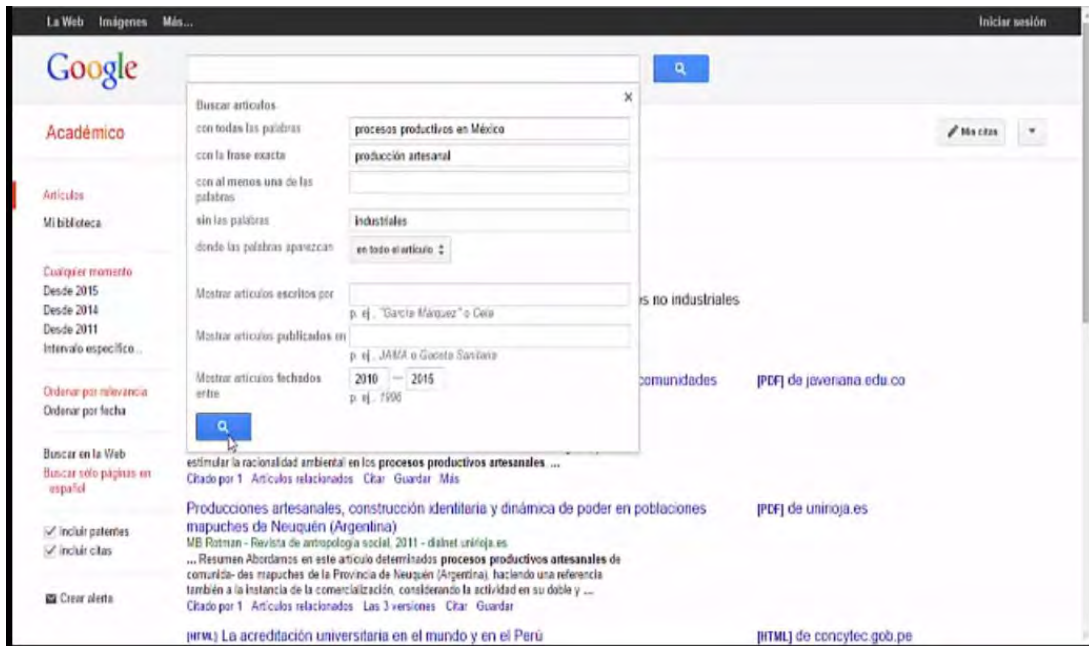 La Web Imágenes Más... Iniciar sesión
Google
Académico
Mis citas
Artículos
Mi biblioteca
Cualquier momento
Desde 2015
Desde 2014
Desde 2011
Intervalo específico...
Ordenar por relevancia
Ordenar por fecha
Buscar en la Web
Buscar sólo páginas en
español
incluir patentes
incluir citas
Crear alerta
Buscar artículos x
con todas las palabras procesos productivos en México
con la frase exacta producción artesanal
con al menos una de las
palabras
sin las palabras industriales
donde las palabras aparezcan en todo el artículo
Mostrar artículos escritos por
p. ej., "García Márquez" o Cela
Mostrar artículos publicados en
p. ej., JAMA o Gaceta Sanitaria
Mostrar artículos fechados 2010 — 2015
entre p. ej., 1996
s no industriales
comunidades [PDF] de javeriana.edu.co
estimular la racionalidad ambiental en los procesos productivos artesanales ...
Citado por 1 Artículos relacionados Citar Guardar Más
Producciones artesanales, construcción identitaria y dinámica de poder en poblaciones [PDF] de unirioja.es
mapuches de Neuquén (Argentina)
MB Rotman - Revista de antropología social, 2011 - dialnet.unirioja.es
... Resumen Abordamos en este artículo determinados procesos productivos artesanales de
comunida- des mapuches de la Provincia de Neuquén (Argentina), haciendo una referencia
también a la instancia de la comercialización, considerando la actividad en su doble y ...
Citado por 1 Artículos relacionados Las 3 versiones Citar Guardar
[HTML] La acreditación universitaria en el mundo y en el Perú [HTML] de concytec.gob.pe